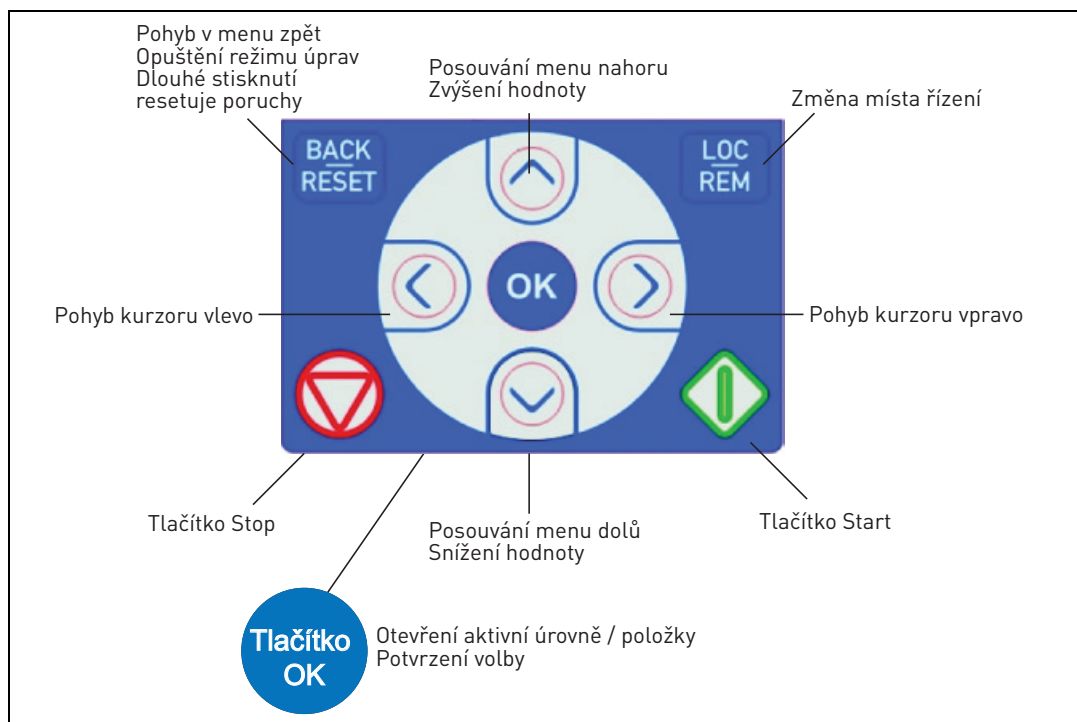 Pohyb v menu zpět
Opuštění režimu úprav
Dlouhé stisknutí
resetuje poruchy
Posouvání menu nahoru
Zvýšení hodnoty
Změna místa řízení
BACK
RESET
LOC
REM
OK
Pohyb kurzoru vlevo
Pohyb kurzoru vpravo
Tlačítko Stop
Posouvání menu dolů
Snížení hodnoty
Tlačítko Start
Tlačítko
OK
Otevření aktivní úrovně / položky
Potvrzení volby